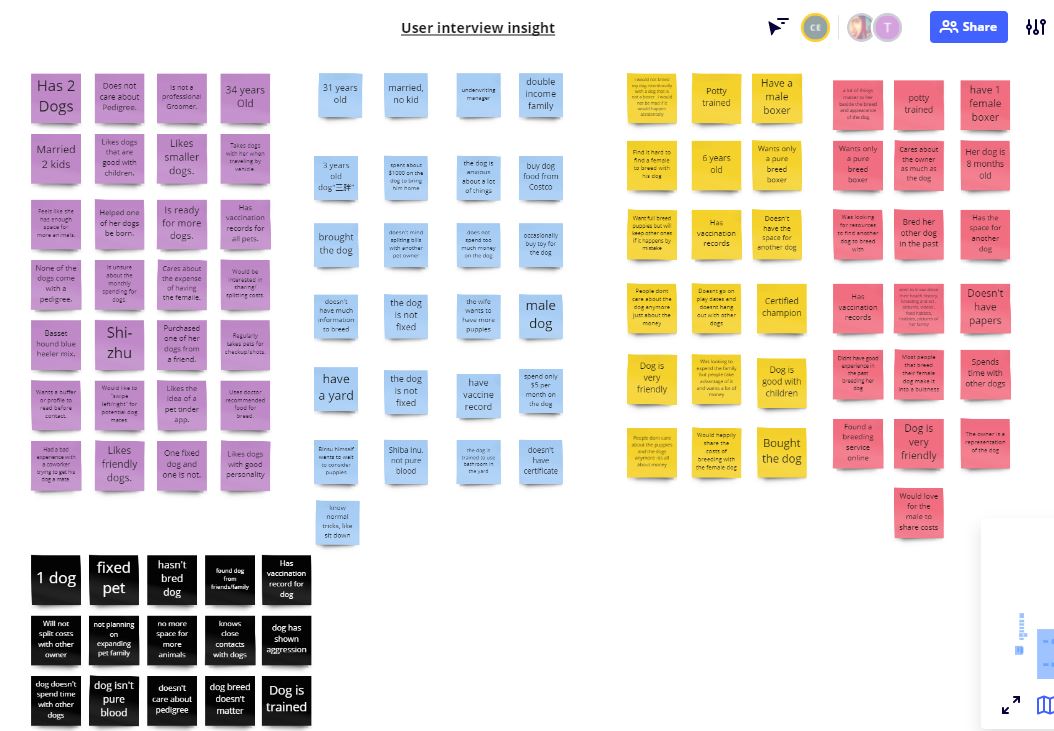 User interview insight
CE
T
Share
Has 2
Dogs
Does not
care about
Pedigree.
Is not a
professional
Groomer.
34 years
Old
Married
2 kids
Likes dogs
that are
good with
children.
Likes
smaller
dogs.
Takes dogs
with her when
traveling by
vehicle.
Feels like she
has enough
space for
more animals.
Helped one
of her dogs
be born.
Is ready
for more
dogs.
Has
vaccination
records for
all pets.
None of the
dogs come
with a
pedigree.
Is unsure
about the
monthly
spending for
dogs.
Cares about
the expense
of having
the female.
Would be
interested in
sharing/
splitting costs.
Basset
hound blue
heeler mix.
Shi-
zhu
Purchased
one of her
dogs from
a friend.
Regularly
takes pets for
checkup/shots.
Wants a buffer
or profile to
read before
contact.
Would like to
"swipe
left/right" for
potential dog
mates.
Likes the
idea of a
pet tinder
app.
Uses doctor
recommended
food for
breed.
Had a bad
experience with
a coworker
trying to get his
dog a mate.
Likes
friendly
dogs.
One fixed
dog and
one is not.
Likes dogs
with good
personality
31 years
old
married,
no kid
underwriting
manager
double
income
family
3 years
old
dog"三胖"
spent about
$1000 on the
dog to bring
him home
the dog is
anxious
about a lot
of things
buy dog
food from
Costco
brought
the dog
doesn't mind
spliting bills with
another pet
owner
does not
spend too
much money
on the dog
occasionally
buy toy for
the dog
doesn't
have much
information
to breed
the dog
is not
fixed
the wife
wants to
have more
puppies
male
dog
have
a yard
the dog
is not
fixed
have
vaccine
record
spend only
$5 per
month on
the dog
Binsu himself
wants to wait
to consider
puppies
Shiba Inu.
not pure
blood
the dog is
trained to use
bathroom in
the yard
doesn't
have
certificate
know
normal
tricks, like
sit down
I would not breed
my dog intentionally
with a dog that is
not a boxer. I would
not be mad if it
would happen
accidentally
Potty
trained
Have a
male
boxer
Find it hard to
find a female
to breed with
his dog
6 years
old
Wants only
a pure
breed
boxer
Want full breed
puppies but will
keep other ones
if it happens by
mistake
Has
vaccination
records
Doesn't
have the
space for
another dog
People dont
care about the
dog anymore
just about the
money
Doesnt go on
play dates and
doesnt hang
out with other
dogs
Certified
champion
Dog is
very
friendly
Was looking to
expend the family
but people take
advantage of it
and wants a lot of
money
Dog is
good with
children
People dont care
about the puppies
and the dogs
anymore its all
about money
Would happily
share the
costs of
breeding with
the female dog
Bought
the dog
a lot of things
matter to her
beside the breed
and appearance
of the dog
potty
trained
have 1
female
boxer
Wants only
a pure
breed
boxer
Cares about
the owner
as much as
the dog
Her dog is
8 months
old
Was looking
for resources
to find another
dog to breed
with
Bred her
other dog
in the past
Has the
space for
another
dog
Has
vaccination
records
Doesn't
have
papers
Didnt have good
experience in
the past
breeding her
dog
Most people
that breed
their female
dog make it
into a buitness
Spends
time with
other dogs
Found a
breeding
service
online
Dog is
very
friendly
The owner is a
representation
of the dog
Would love
for the
male to
share costs
1 dog
fixed
pet
hasn't
bred
dog
found dog
from
friends/family
Has
vaccination
record for
dog
Will not
split costs
with other
owner
not planning
on
expanding
pet family
no more
space for
more
animals
knows
close
contacts
with dogs
dog has
shown
aggression
dog doesn't
spend time
with other
dogs
dog isn't
pure
blood
doesn't
care about
pedigree
dog breed
doesn't
matter
Dog is
trained